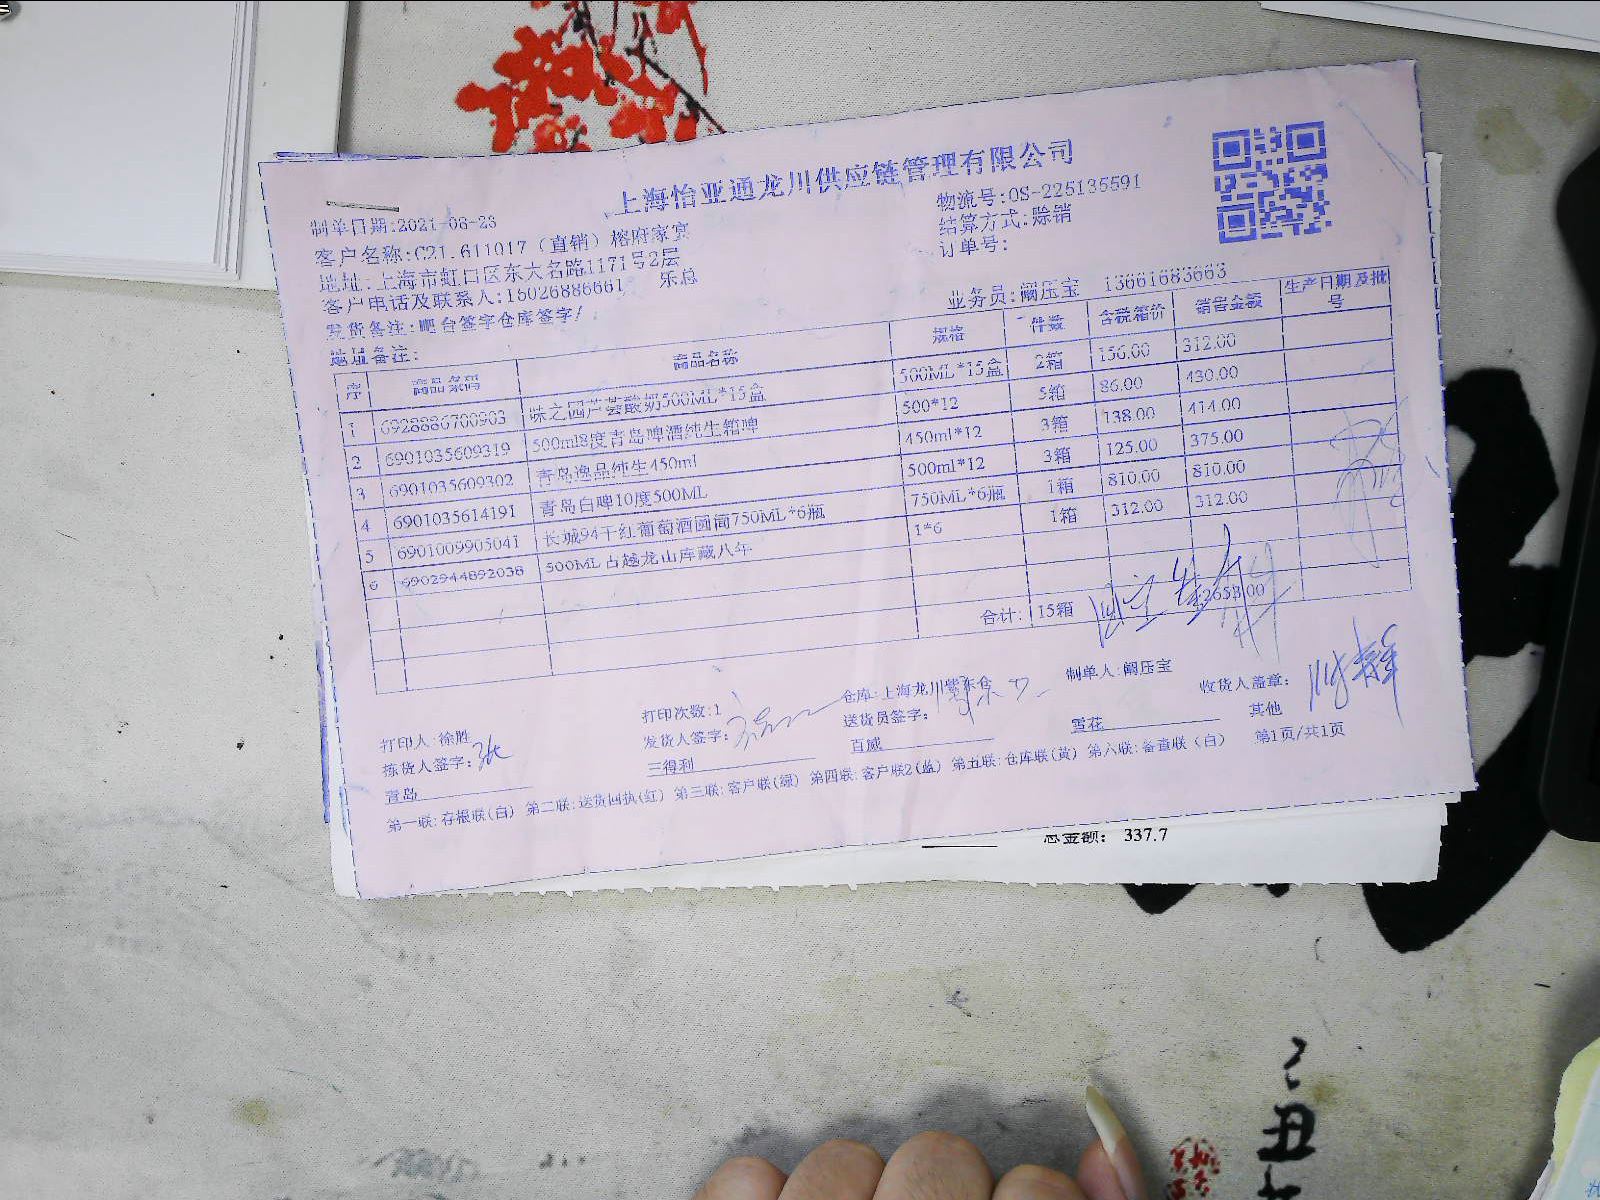 上海怡亚通龙川供应链管理有限公司
制单日期:2021-08-28
物流号:OS-225135591
客户名称:C21.611017（直销）榕府家宴
结算方式:赊销
地址:上海市虹口区东大名路1171号2层
订单号:
客户电话及联系人:15026886661 乐总
业务员:阚压宝 13661683663
发货备注:吧台签字仓库签字/
地址备注:
序 商品条码 商品名称 规格 件数 含税箱价 销售金额 生产日期及批号
1 6928886700903 味之园芦荟酸奶500ML*15盒 500ML*15盒 2箱 156.00 312.00
2 6901035609319 500ml8度青岛啤酒纯生箱啤 500*12 5箱 86.00 430.00
3 6901035609302 青岛逸品纯生450ml 450ml*12 3箱 138.00 414.00
4 6901035614191 青岛白啤10度500ML 500ml*12 3箱 125.00 375.00
5 6901009905041 长城94干红葡萄酒圆筒750ML*6瓶 750ML*6瓶 1箱 810.00 810.00
6 6902944892038 500ML古越龙山库藏八年 1*6 1箱 312.00 312.00
合计: 15箱 2653.00
打印人:徐胜 打印次数:1 仓库:上海龙川紫东仓 制单人:阚压宝 收货人盖章:
拣货人签字: 发货人签字: 送货员签字:
青岛 三得利 百威 雪花 其他
第一联:存根联(白) 第二联:送货回执(红) 第三联:客户联(绿) 第四联:客户联2(蓝) 第五联:仓库联(黄) 第六联:备查联（白） 第1页/共1页
总金额: 337.7
丑